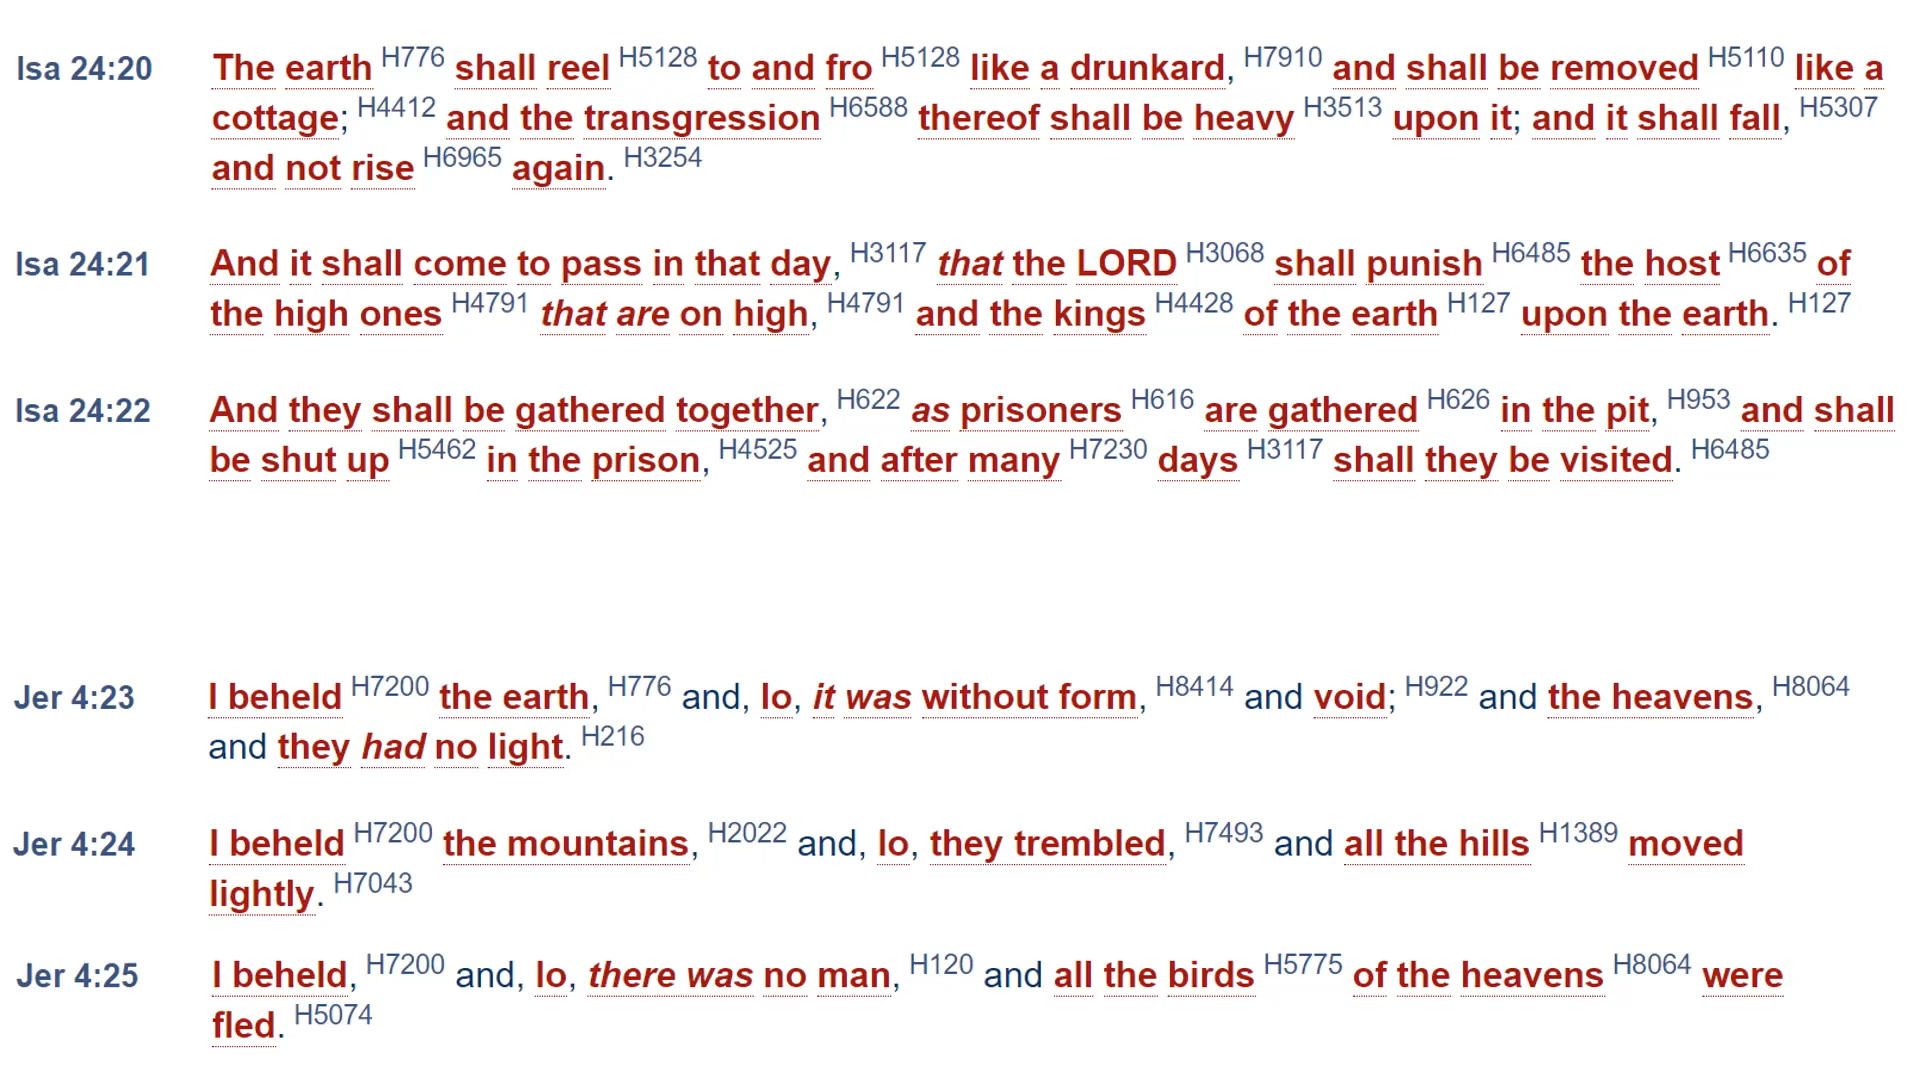 Isa 24:20 The earth H776 shall reel H5128 to and fro H5128 like a drunkard, H7910 and shall be removed H5110 like a
cottage; H4412 and the transgression H6588 thereof shall be heavy H3513 upon it; and it shall fall, H5307
and not rise H6965 again. H3254
Isa 24:21 And it shall come to pass in that day, H3117 that the LORD H3068 shall punish H6485 the host H6635 of
the high ones H4791 that are on high, H4791 and the kings H4428 of the earth H127 upon the earth. H127
Isa 24:22 And they shall be gathered together, H622 as prisoners H616 are gathered H626 in the pit, H953 and shall
be shut up H5462 in the prison, H4525 and after many H7230 days H3117 shall they be visited. H6485
Jer 4:23 I beheld H7200 the earth, H776 and, lo, it was without form, H8414 and void; H922 and the heavens, H8064
and they had no light. H216
Jer 4:24 I beheld H7200 the mountains, H2022 and, lo, they trembled, H7493 and all the hills H1389 moved
lightly. H7043
Jer 4:25 I beheld, H7200 and, lo, there was no man, H120 and all the birds H5775 of the heavens H8064 were
fled. H5074